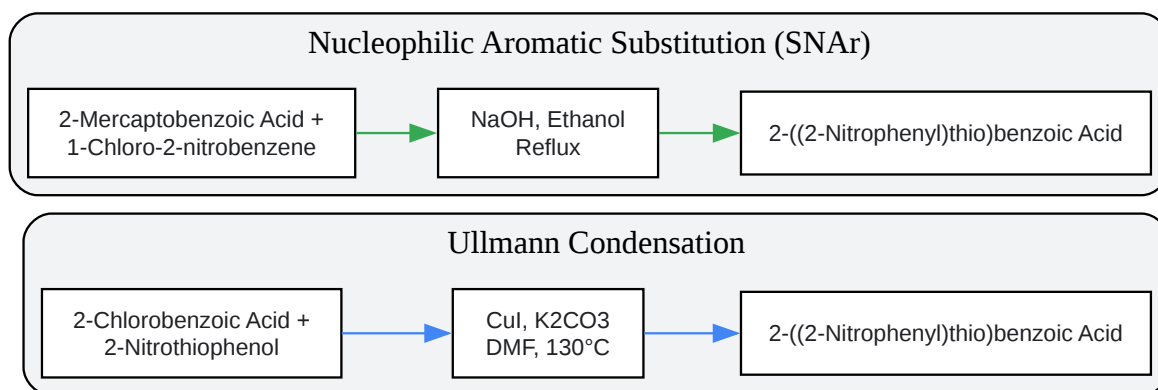 Nucleophilic Aromatic Substitution (SNAr)
2-Mercaptobenzoic Acid +
1-Chloro-2-nitrobenzene
NaOH, Ethanol
Reflux
2-((2-Nitrophenyl)thio)benzoic Acid
Ullmann Condensation
2-Chlorobenzoic Acid +
2-Nitrothiophenol
CuI, K2CO3
DMF, 130°C
2-((2-Nitrophenyl)thio)benzoic Acid